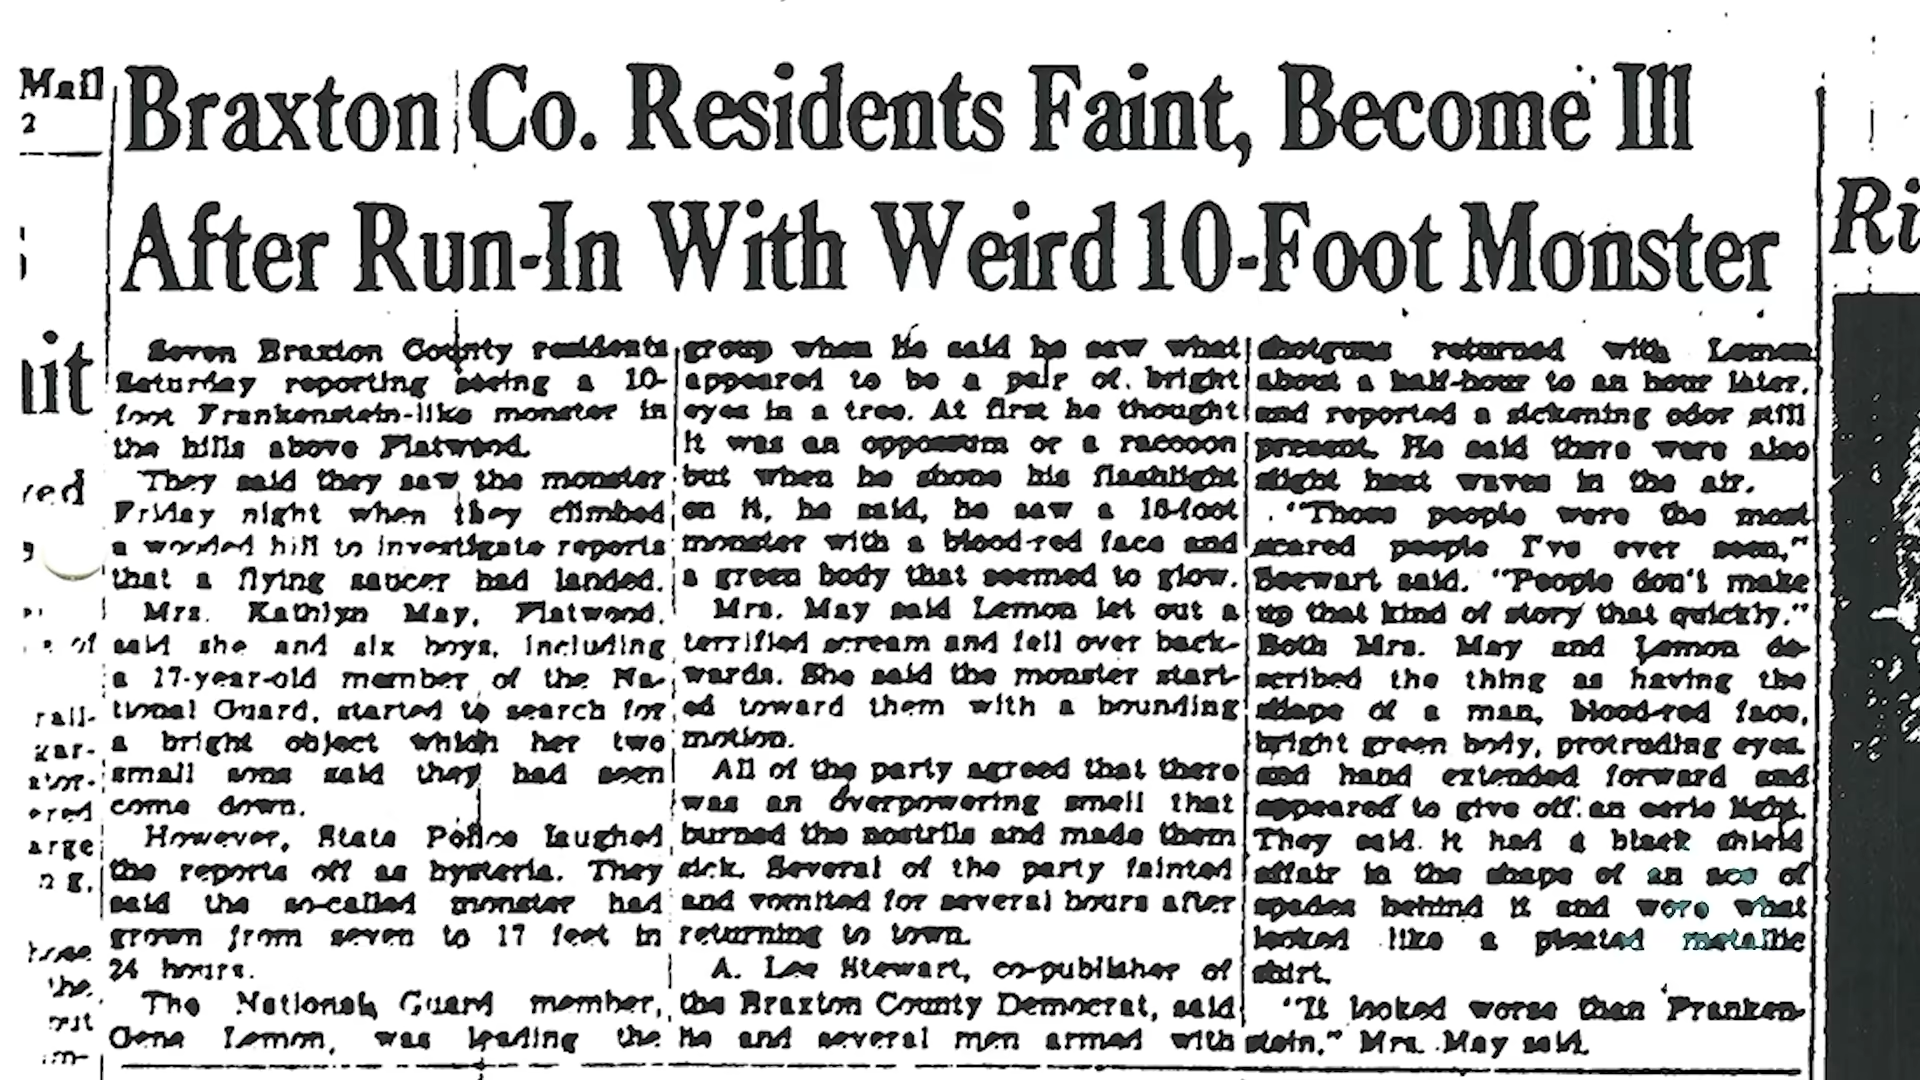 Mail
2
Braxton Co. Residents Faint, Become Ill
After Run-In With Weird 10-Foot Monster
Seven Braxton County residents
Saturday reporting seeing a 10-
foot Frankenstein-like monster in
the hills above Flatwood.
They said they saw the monster
Friday night when they climbed
a wooded hill to investigate reports
that a flying saucer had landed.
Mrs. Kathlyn May, Flatwood,
said she and six boys, including
a 17-year-old member of the Na-
tional Guard, started to search for
a bright object which her two
small sons said they had seen
come down.
However, State Police laughed
the reports off as hysteria. They
said the so-called monster had
grown from seven to 17 feet in
24 hours.
The National Guard member,
Gene Lemon, was leading the
group when he said he saw what
appeared to be a pair of bright
eyes in a tree. At first he thought
it was an opposum or a racoon
but when he shone his flashlight
on it, he said, he saw a 10-foot
monster with a blood-red face and
a green body that seemed to glow.
Mrs. May said Lemon let out a
terrified scream and fell over back-
wards. She said the monster start-
ed toward them with a bounding
motion.
All of the party agreed that there
was an overpowering smell that
burned the nostrils and made them
sick. Several of the party fainted
and vomited for several hours after
returning to town.
A. Lee Stewart, co-publisher of
the Braxton County Democrat, said
he and several men armed with
shotguns returned with Lemon
about a half-hour to an hour later,
and reported a sickening odor still
present. He said there were also
slight heat waves in the air.
"Those people were the most
scared people I've ever seen,"
Stewart said. "People don't make
up that kind of story that quickly."
Both Mrs. May and Lemon de-
scribed the thing as having the
shape of a man, blood-red face,
bright green body, protruding eyes
and hand extended forward and
appeared to give off an eerie light.
They said it had a black shield
affair in the shape of an ace of
spades behind it and wore what
looked like a pleated metallic
shirt.
"It looked worse than Franken-
stein," Mrs. May said.
Ri